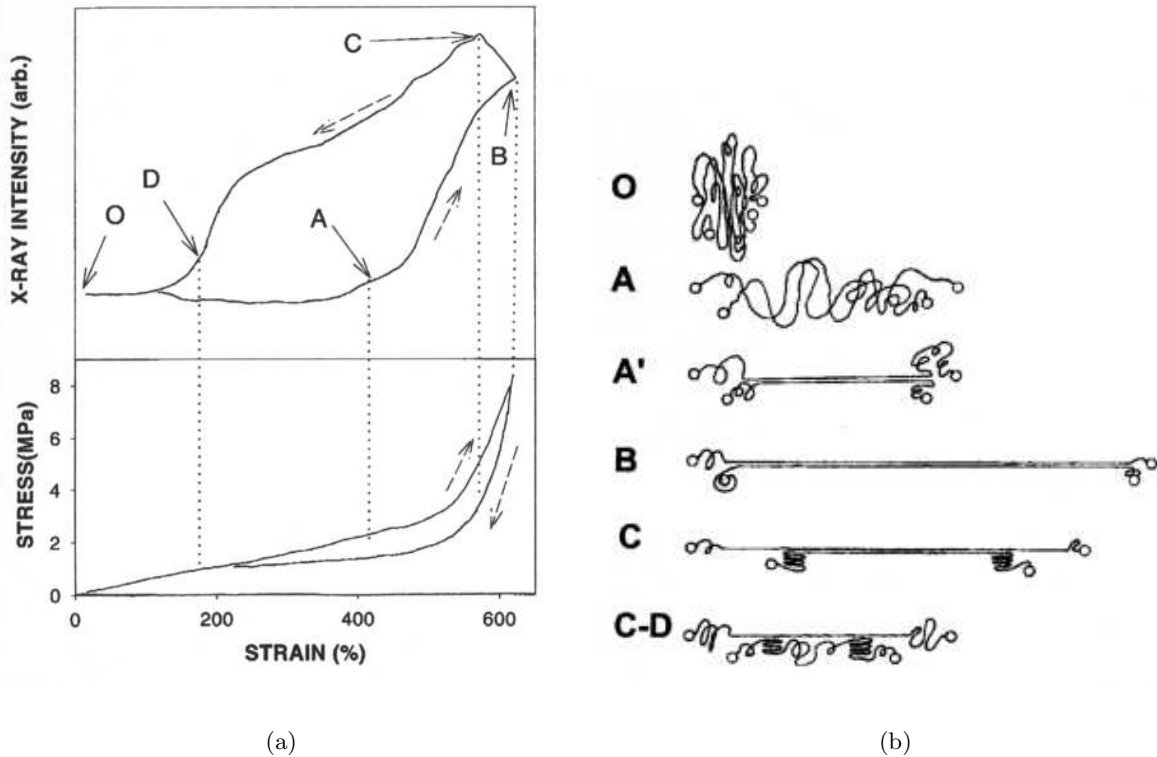 X-RAY INTENSITY (arb.)
C
B
D
O
A
STRESS(MPa)
8
6
4
2
0
0
200
400
600
STRAIN (%)
(a)
O
A
A'
B
C
C-D
(b)